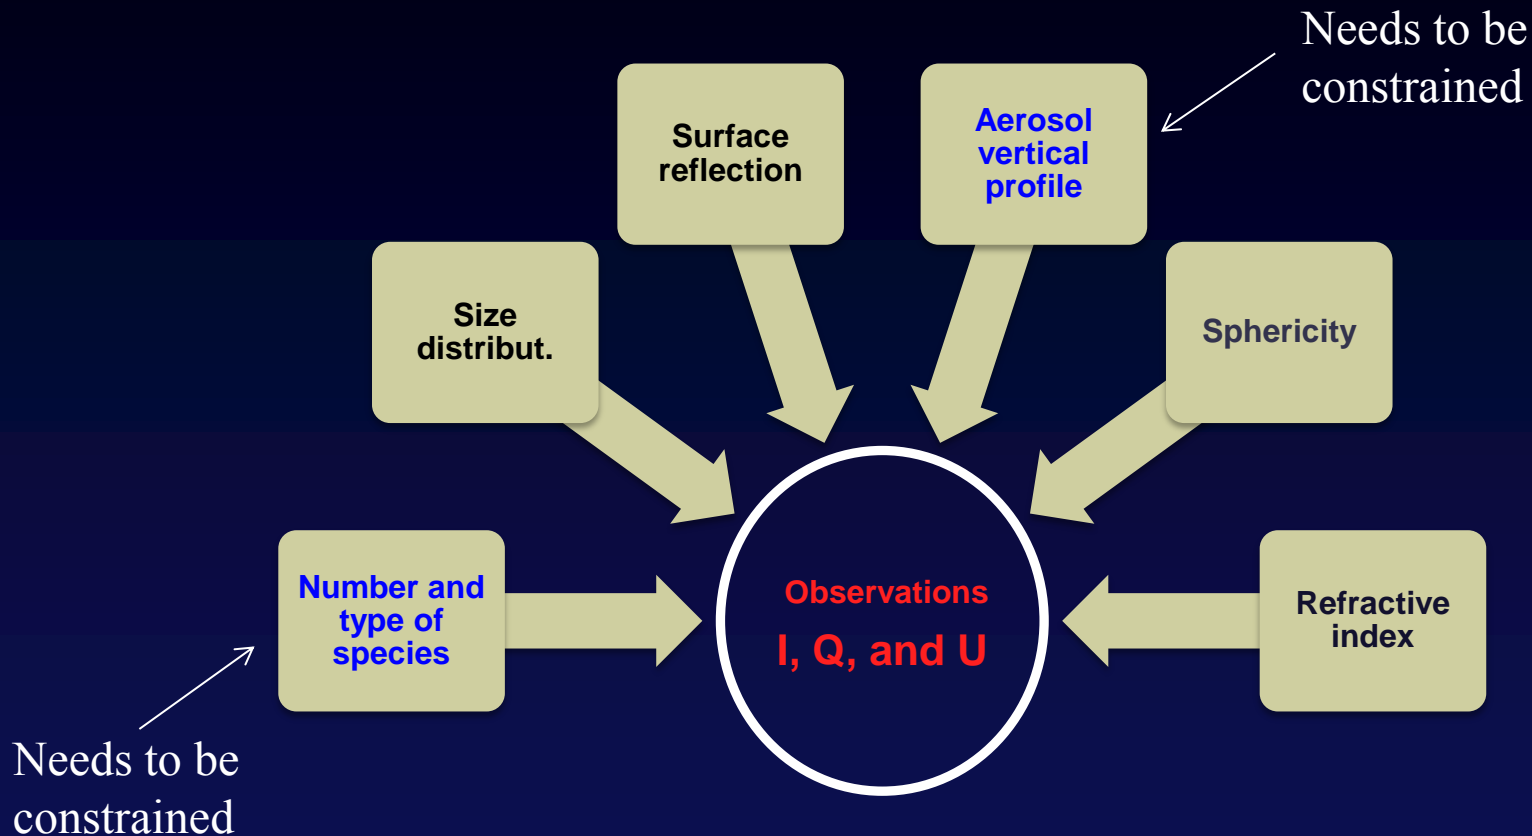 Needs to be
constrained
Surface
reflection
Aerosol
vertical
profile
Size
distribut.
Sphericity
Number and
type of
species
Observations
I, Q, and U
Refractive
index
Needs to be
constrained